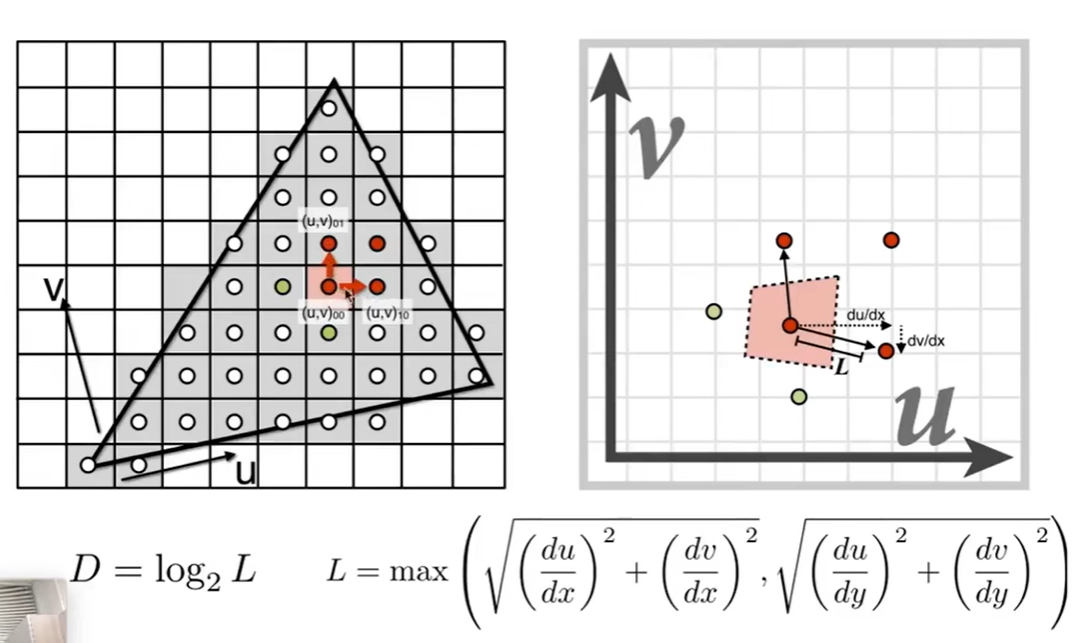 (u,v)₀₁
v
(u,v)₀₀ (u,v)₁₀
u
v
du/dx
dv/dx
L
u
D = log₂ L
L = max ( √( (du/dx)² + (dv/dx)² ), √( (du/dy)² + (dv/dy)² ) )